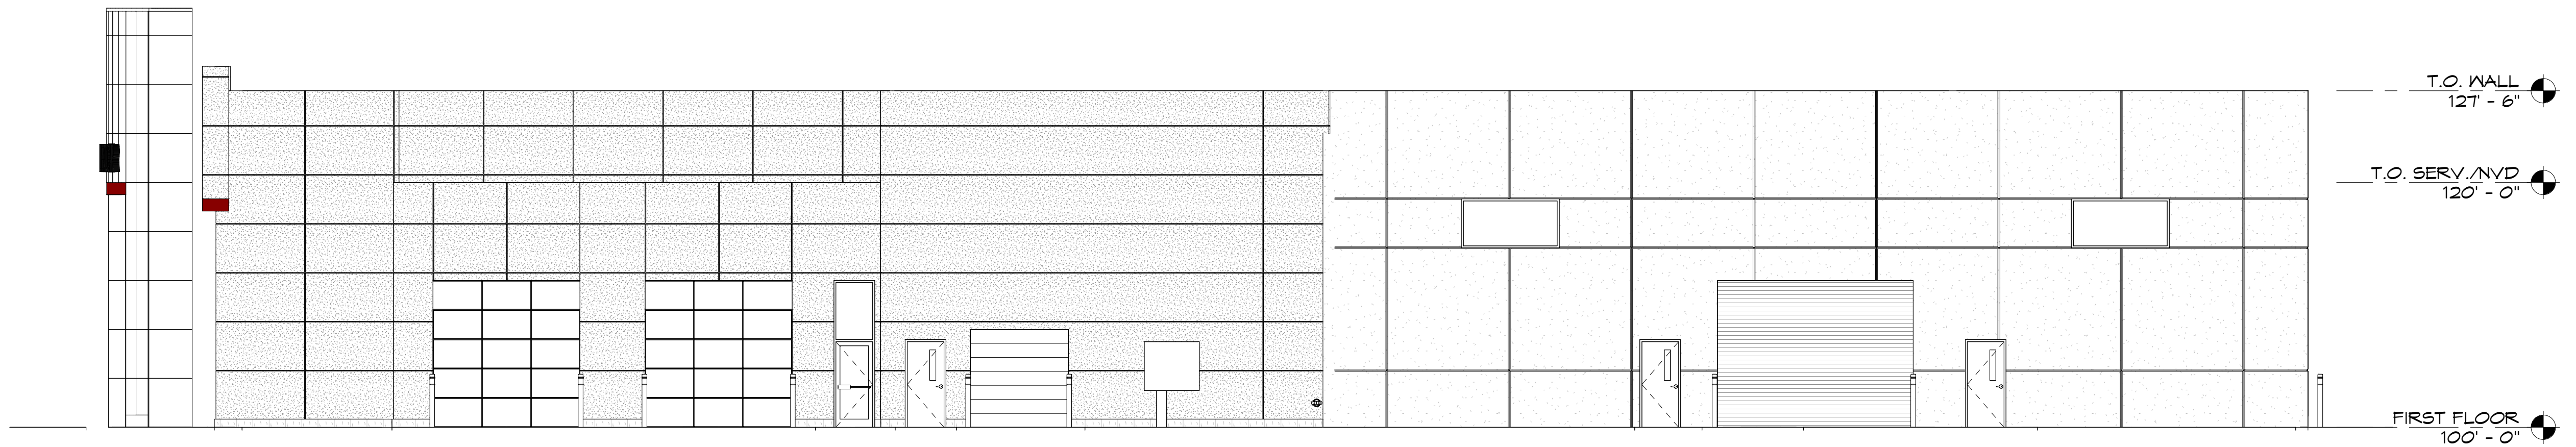 T.O. WALL
127' - 6"
T.O. SERV./NVD
120' - 0"
FIRST FLOOR
100' - 0"